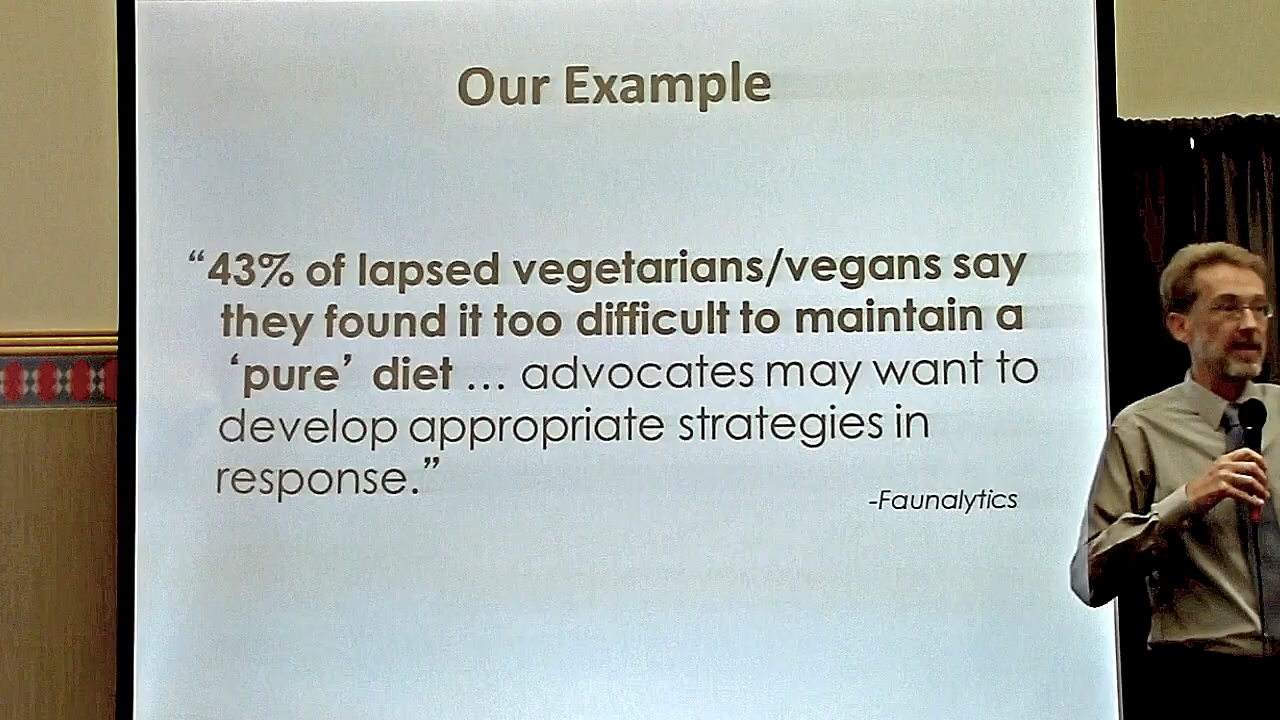 Our Example
“43% of lapsed vegetarians/vegans say
they found it too difficult to maintain a
‘pure’ diet ... advocates may want to
develop appropriate strategies in
response.”
-Faunalytics